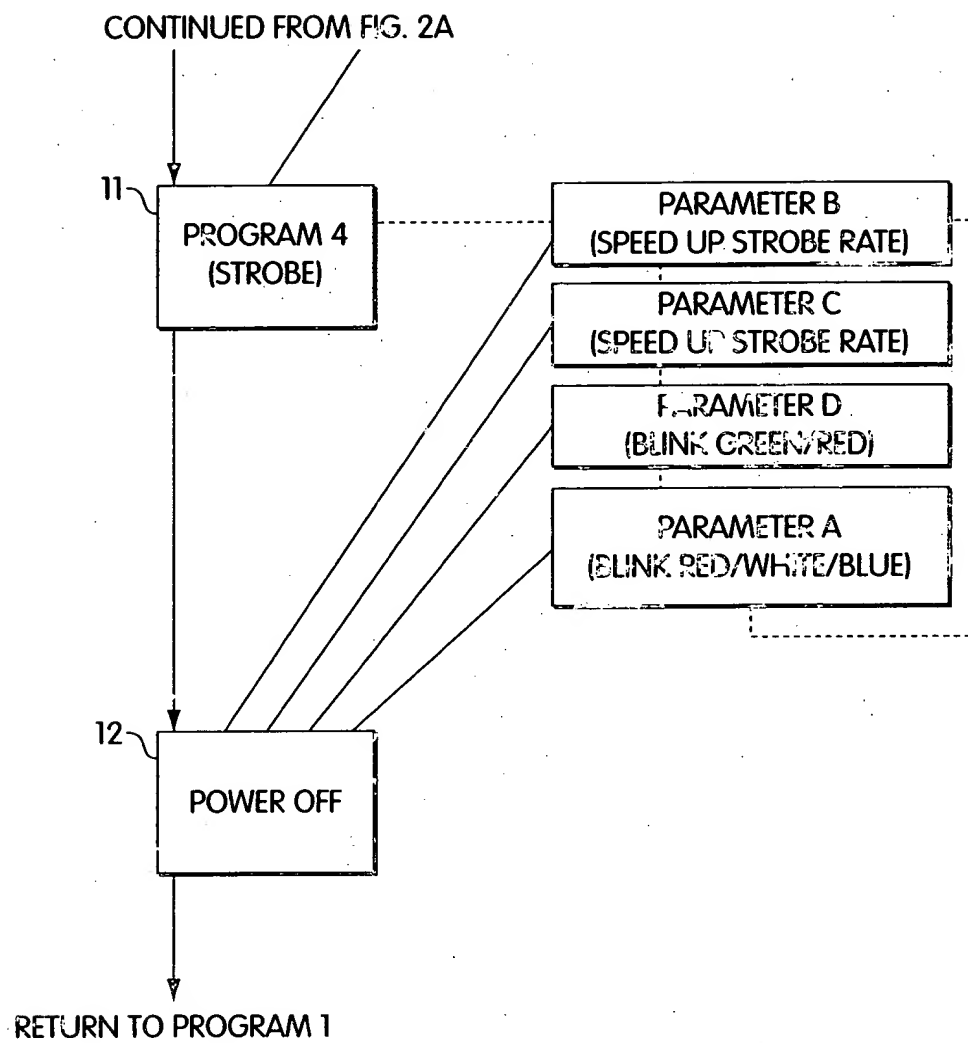 CONTINUED FROM FIG. 2A
11
PROGRAM 4
(STROBE)
PARAMETER B
(SPEED UP STROBE RATE)
PARAMETER C
(SPEED UP STROBE RATE)
PARAMETER D
(BLINK GREEN/RED)
PARAMETER A
(BLINK RED/WHITE/BLUE)
12
POWER OFF
RETURN TO PROGRAM 1